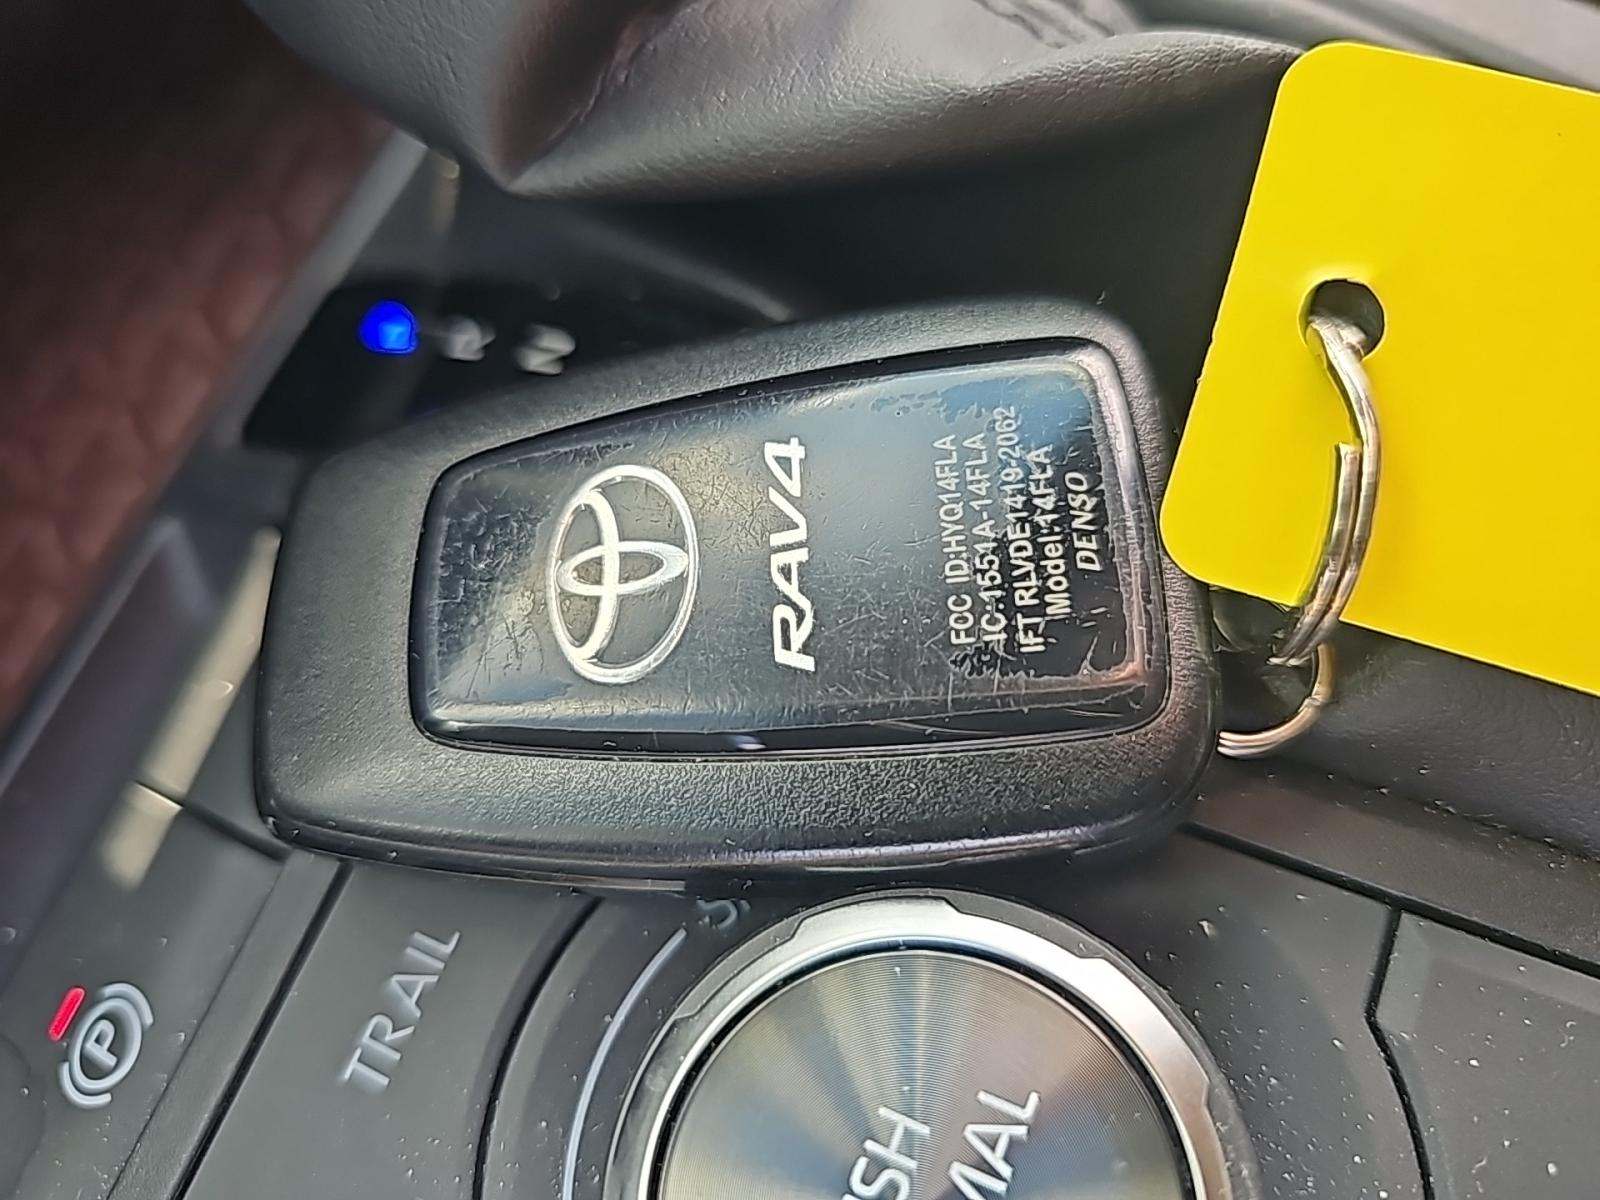 RAV4
FCC ID:HYQ14FLA
IC:1551A-14FLA
IFT RLVDE1419-2062
Model:14FLA
DENSO
R
N
TRAIL
P